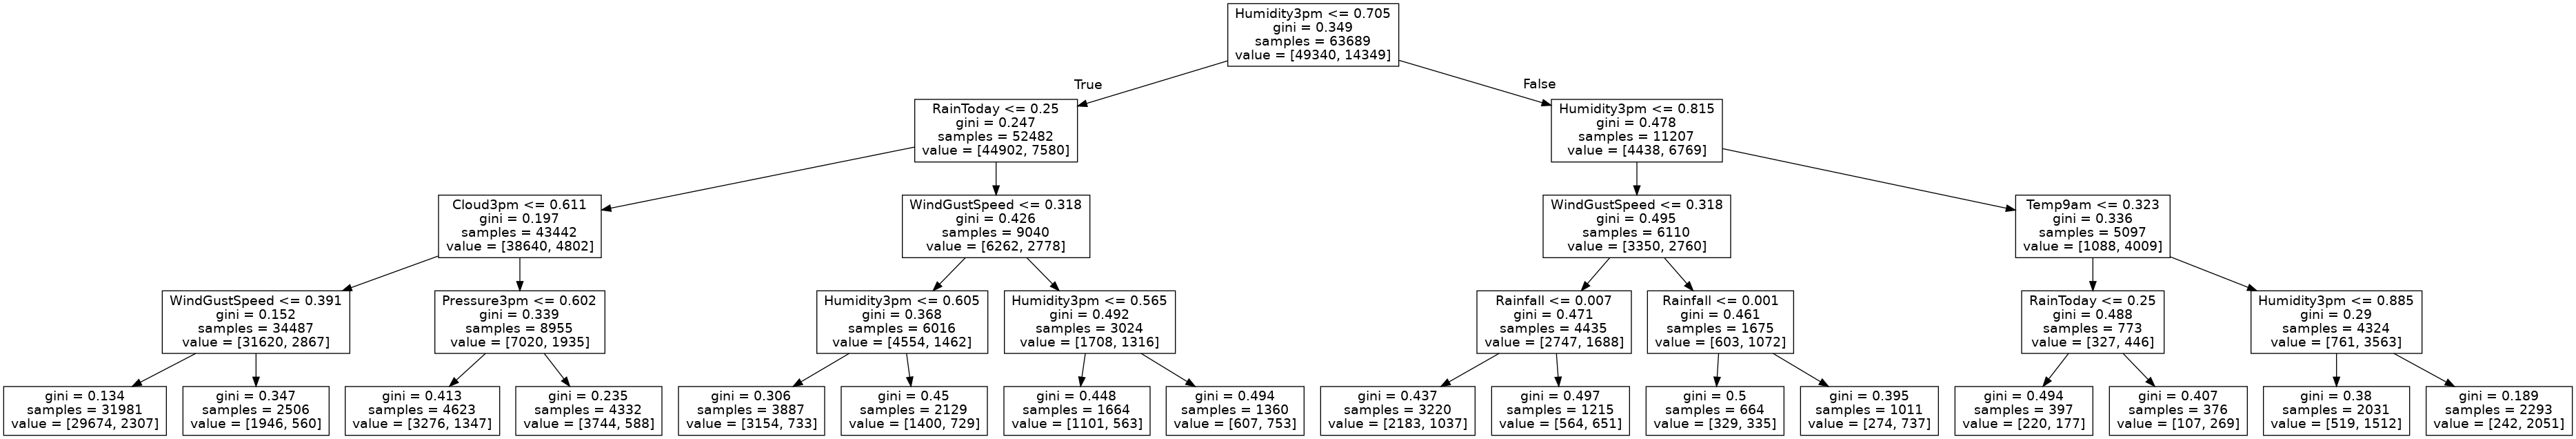 Humidity3pm <= 0.705
gini = 0.349
samples = 63689
value = [49340, 14349]
True
False
RainToday <= 0.25
gini = 0.247
samples = 52482
value = [44902, 7580]
Humidity3pm <= 0.815
gini = 0.478
samples = 11207
value = [4438, 6769]
Cloud3pm <= 0.611
gini = 0.197
samples = 43442
value = [38640, 4802]
WindGustSpeed <= 0.318
gini = 0.426
samples = 9040
value = [6262, 2778]
WindGustSpeed <= 0.318
gini = 0.495
samples = 6110
value = [3350, 2760]
Temp9am <= 0.323
gini = 0.336
samples = 5097
value = [1088, 4009]
WindGustSpeed <= 0.391
gini = 0.152
samples = 34487
value = [31620, 2867]
Pressure3pm <= 0.602
gini = 0.339
samples = 8955
value = [7020, 1935]
Humidity3pm <= 0.605
gini = 0.368
samples = 6016
value = [4554, 1462]
Humidity3pm <= 0.565
gini = 0.492
samples = 3024
value = [1708, 1316]
Rainfall <= 0.007
gini = 0.471
samples = 4435
value = [2747, 1688]
Rainfall <= 0.001
gini = 0.461
samples = 1675
value = [603, 1072]
RainToday <= 0.25
gini = 0.488
samples = 773
value = [327, 446]
Humidity3pm <= 0.885
gini = 0.29
samples = 4324
value = [761, 3563]
gini = 0.134
samples = 31981
value = [29674, 2307]
gini = 0.347
samples = 2506
value = [1946, 560]
gini = 0.413
samples = 4623
value = [3276, 1347]
gini = 0.235
samples = 4332
value = [3744, 588]
gini = 0.306
samples = 3887
value = [3154, 733]
gini = 0.45
samples = 2129
value = [1400, 729]
gini = 0.448
samples = 1664
value = [1101, 563]
gini = 0.494
samples = 1360
value = [607, 753]
gini = 0.437
samples = 3220
value = [2183, 1037]
gini = 0.497
samples = 1215
value = [564, 651]
gini = 0.5
samples = 664
value = [329, 335]
gini = 0.395
samples = 1011
value = [274, 737]
gini = 0.494
samples = 397
value = [220, 177]
gini = 0.407
samples = 376
value = [107, 269]
gini = 0.38
samples = 2031
value = [519, 1512]
gini = 0.189
samples = 2293
value = [242, 2051]